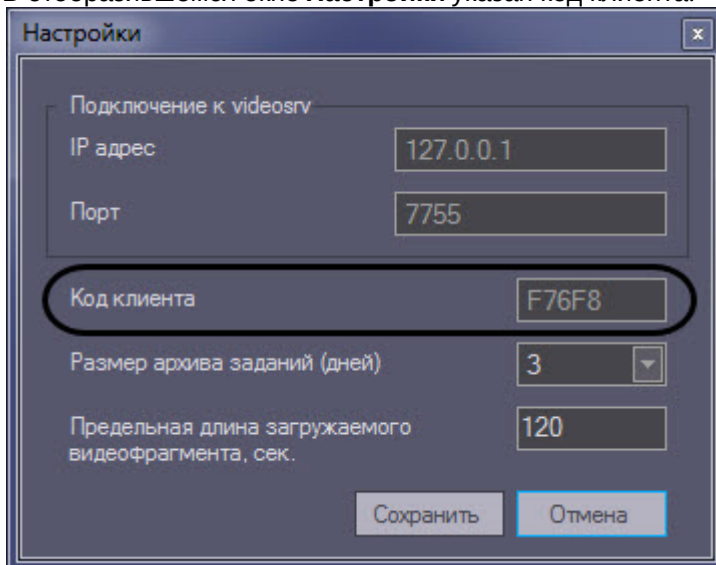 Настройки
x
Подключение к videosrv
IP адрес 127.0.0.1
Порт 7755
Код клиента F76F8
Размер архива заданий (дней) 3
Предельная длина загружаемого 120
видеофрагмента, сек.
Сохранить Отмена